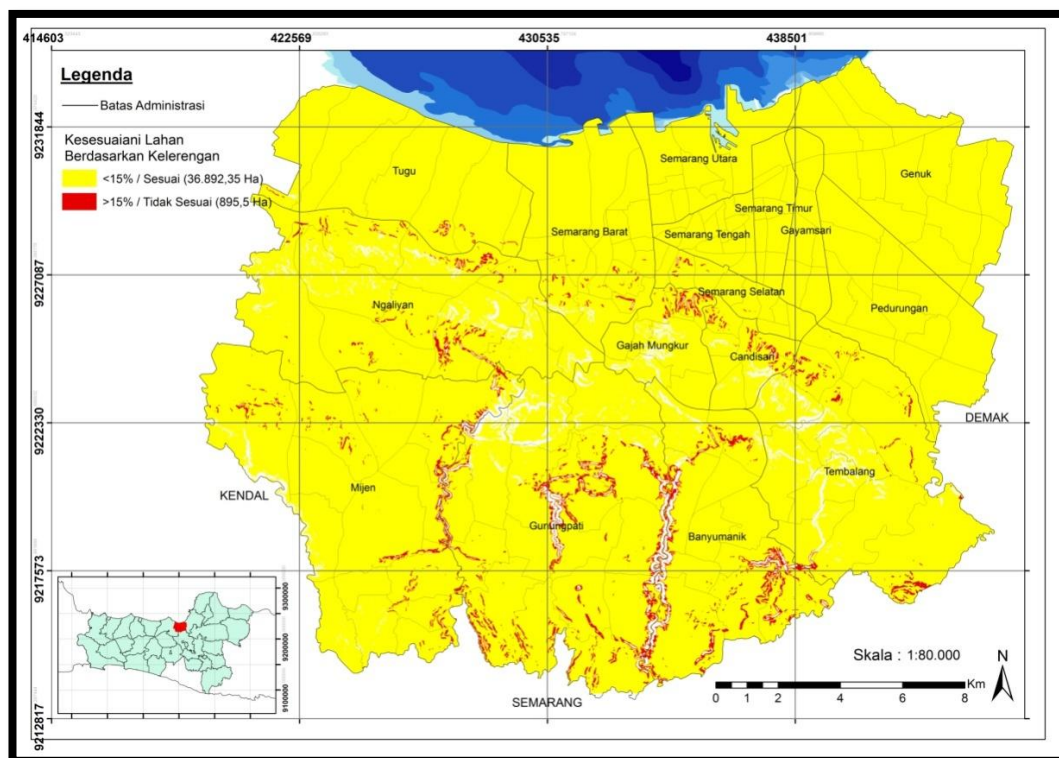 414603
422569
430535
438501
Legenda
Batas Administrasi
Kesesuaiani Lahan
Berdasarkan Kelerengan
<15% / Sesuai (36.892,35 Ha)
>15% / Tidak Sesuai (895,5 Ha)
9231844
9227087
9222330
9217573
9212817
Tugu
Semarang Utara
Genuk
Semarang Timur
Semarang Barat
Semarang Tengah
Gayamsari
Semarang Selatan
Ngaliyan
Pedurungan
Gajah Mungkur
Candisari
DEMAK
Tembalang
KENDAL
Mijen
Gunungpati
Banyumanik
SEMARANG
9300000
9200000
9100000
Skala : 1:80.000
N
0 1 2 4 6 8
Km